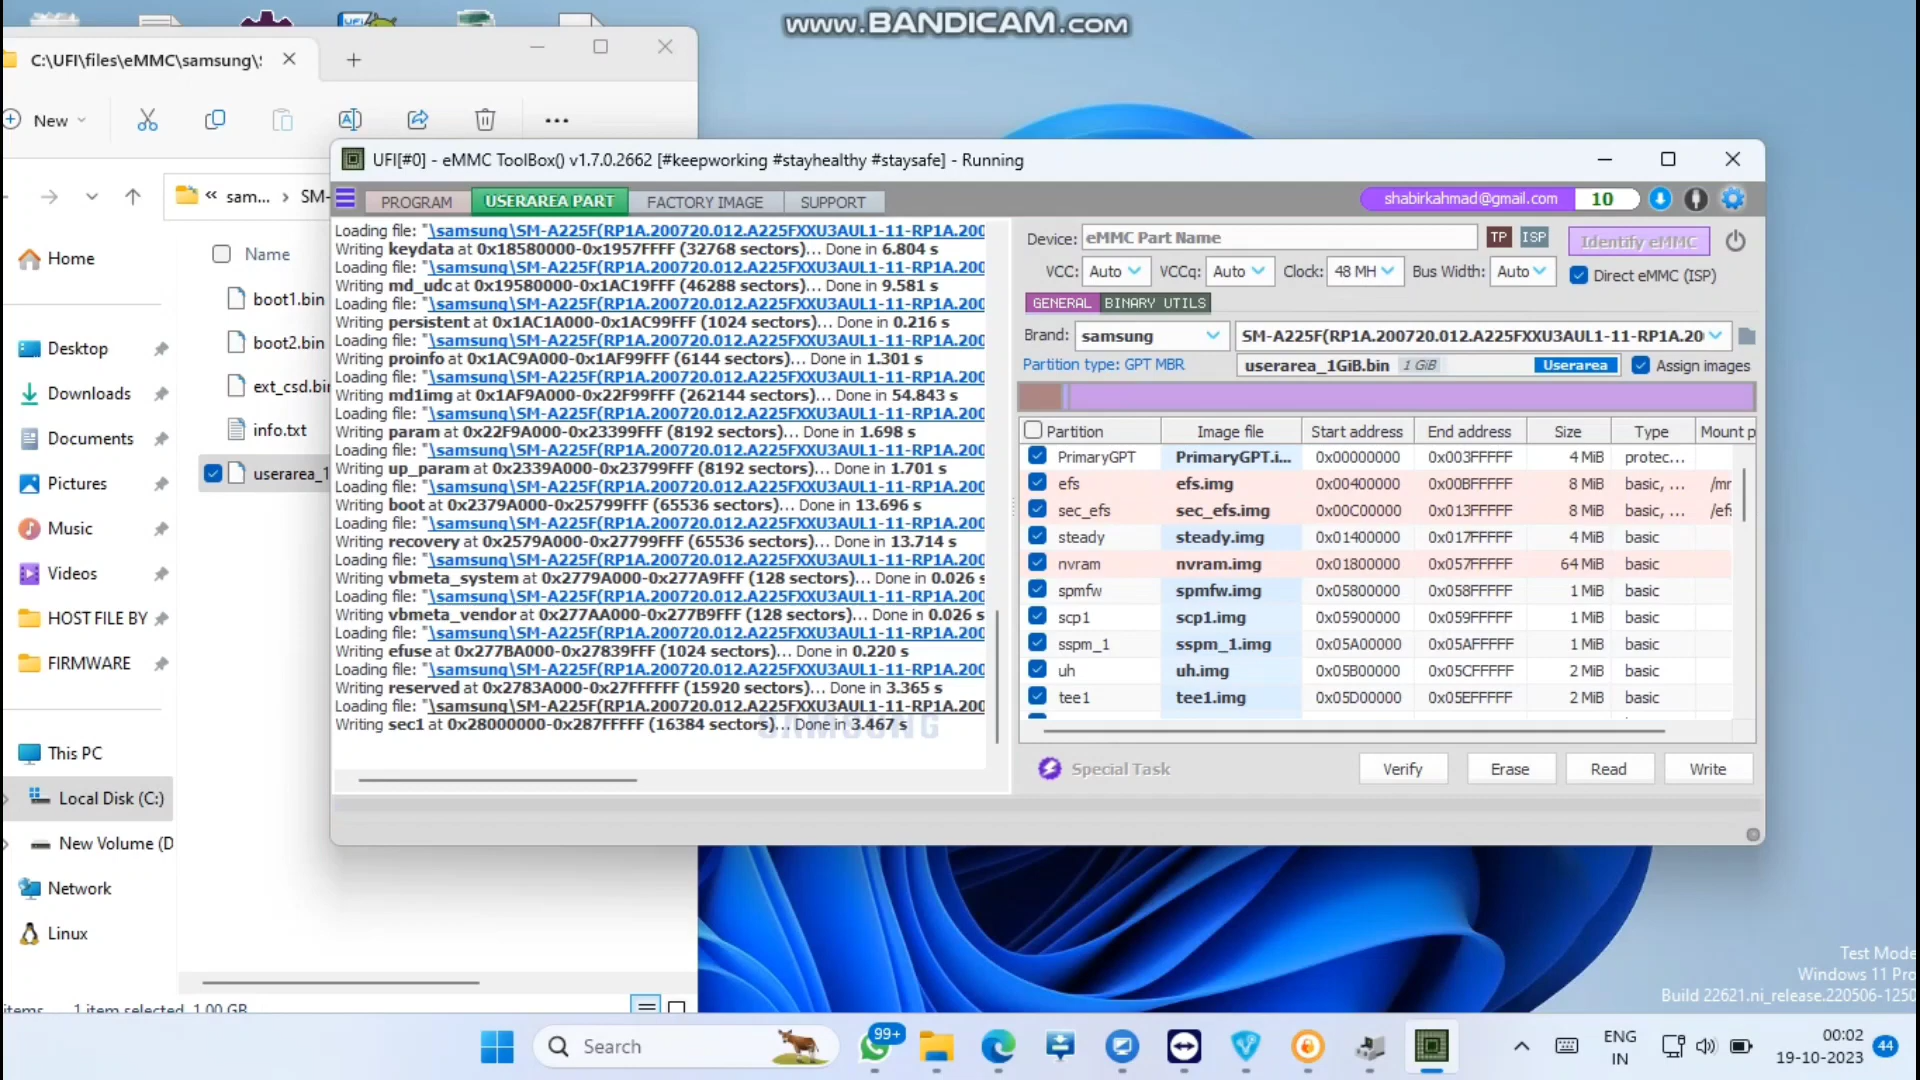 www.BANDICAM.com
C:\UFI\files\eMMC\samsung\
New
sam...
SM-
Home
Desktop
Downloads
Documents
Pictures
Music
Videos
HOST FILE BY
FIRMWARE
This PC
Local Disk (C:)
New Volume (D
Network
Linux
Name
boot1.bin
boot2.bin
ext_csd.bin
info.txt
userarea_1
1 item selected 1.00 GB
UFI[#0] - eMMC ToolBox() v1.7.0.2662 [#keepworking #stayhealthy #staysafe] - Running
PROGRAM
USERAREA PART
FACTORY IMAGE
SUPPORT
shabirkahmad@gmail.com
10
Loading file: "\samsung\SM-A225F(RP1A.200720.012.A225FXXU3AUL1-11-RP1A.200
Writing keydata at 0x18580000-0x1957FFFF (32768 sectors)... Done in 6.804 s
Loading file: "\samsung\SM-A225F(RP1A.200720.012.A225FXXU3AUL1-11-RP1A.200
Writing md_udc at 0x19580000-0x1AC19FFF (46288 sectors)... Done in 9.581 s
Loading file: "\samsung\SM-A225F(RP1A.200720.012.A225FXXU3AUL1-11-RP1A.200
Writing persistent at 0x1AC1A000-0x1AC99FFF (1024 sectors)... Done in 0.216 s
Loading file: "\samsung\SM-A225F(RP1A.200720.012.A225FXXU3AUL1-11-RP1A.200
Writing proinfo at 0x1AC9A000-0x1AF99FFF (6144 sectors)... Done in 1.301 s
Loading file: "\samsung\SM-A225F(RP1A.200720.012.A225FXXU3AUL1-11-RP1A.200
Writing md1img at 0x1AF9A000-0x22F99FFF (262144 sectors)... Done in 54.843 s
Loading file: "\samsung\SM-A225F(RP1A.200720.012.A225FXXU3AUL1-11-RP1A.200
Writing param at 0x22F9A000-0x23399FFF (8192 sectors)... Done in 1.698 s
Loading file: "\samsung\SM-A225F(RP1A.200720.012.A225FXXU3AUL1-11-RP1A.200
Writing up_param at 0x2339A000-0x23799FFF (8192 sectors)... Done in 1.701 s
Loading file: "\samsung\SM-A225F(RP1A.200720.012.A225FXXU3AUL1-11-RP1A.200
Writing boot at 0x2379A000-0x25799FFF (65536 sectors)... Done in 13.696 s
Loading file: "\samsung\SM-A225F(RP1A.200720.012.A225FXXU3AUL1-11-RP1A.200
Writing recovery at 0x2579A000-0x27799FFF (65536 sectors)... Done in 13.714 s
Loading file: "\samsung\SM-A225F(RP1A.200720.012.A225FXXU3AUL1-11-RP1A.200
Writing vbmeta_system at 0x2779A000-0x277A9FFF (128 sectors)... Done in 0.026 s
Loading file: "\samsung\SM-A225F(RP1A.200720.012.A225FXXU3AUL1-11-RP1A.200
Writing vbmeta_vendor at 0x277AA000-0x277B9FFF (128 sectors)... Done in 0.026 s
Loading file: "\samsung\SM-A225F(RP1A.200720.012.A225FXXU3AUL1-11-RP1A.200
Writing efuse at 0x277BA000-0x27839FFF (1024 sectors)... Done in 0.220 s
Loading file: "\samsung\SM-A225F(RP1A.200720.012.A225FXXU3AUL1-11-RP1A.200
Writing reserved at 0x2783A000-0x27FFFFFF (15920 sectors)... Done in 3.365 s
Loading file: "\samsung\SM-A225F(RP1A.200720.012.A225FXXU3AUL1-11-RP1A.200
Writing sec1 at 0x28000000-0x287FFFFF (16384 sectors)... Done in 3.467 s
SAMSUNG
Device: eMMC Part Name TP ISP Identify eMMC
VCC: Auto VCCq: Auto Clock: 48 MH Bus Width: Auto Direct eMMC (ISP)
GENERAL BINARY UTILS
Brand: samsung SM-A225F(RP1A.200720.012.A225FXXU3AUL1-11-RP1A.20
Partition type: GPT MBR userarea_1GiB.bin 1 GiB Userarea Assign images
Partition Image file Start address End address Size Type Mount p
PrimaryGPT PrimaryGPT.i... 0x00000000 0x003FFFFF 4 MiB protec...
efs efs.img 0x00400000 0x00BFFFFF 8 MiB basic, ... /mr
sec_efs sec_efs.img 0x00C00000 0x013FFFFF 8 MiB basic, ... /ef
steady steady.img 0x01400000 0x017FFFFF 4 MiB basic
nvram nvram.img 0x01800000 0x057FFFFF 64 MiB basic
spmfw spmfw.img 0x05800000 0x058FFFFF 1 MiB basic
scp1 scp1.img 0x05900000 0x059FFFFF 1 MiB basic
sspm_1 sspm_1.img 0x05A00000 0x05AFFFFF 1 MiB basic
uh uh.img 0x05B00000 0x05CFFFFF 2 MiB basic
tee1 tee1.img 0x05D00000 0x05EFFFFF 2 MiB basic
Special Task
Verify
Erase
Read
Write
Test Mode
Windows 11 Pro
Build 22621.ni_release.220506-1250
Search
99+
ENG
IN
00:02
19-10-2023
44